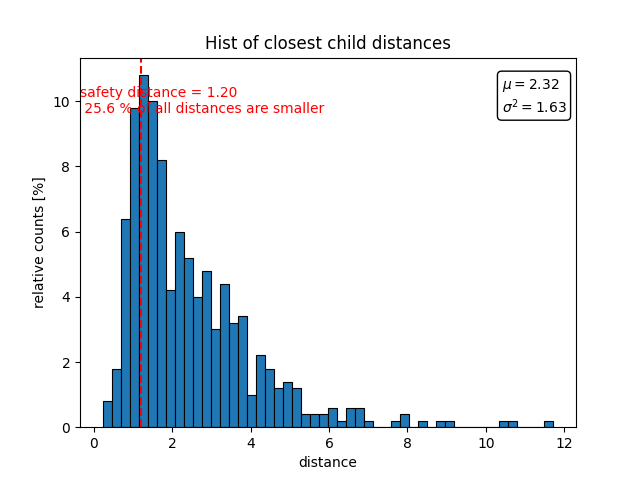 Hist of closest child distances
safety distance = 1.20
25.6 % of all distances are smaller
μ = 2.32
σ² = 1.63
relative counts [%]
10
8
6
4
2
0
0 2 4 6 8 10 12
distance